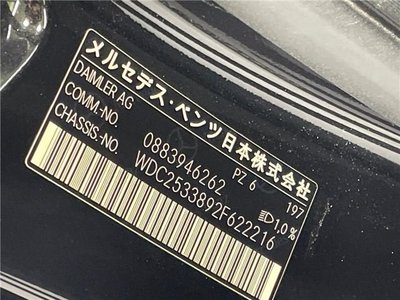 メルセデス・ベンツ日本株式会社
DAIMLER AG
COMM.-NO. 0883946262 PZ 6 197
CHASSIS-NO. 1,0%
WDC2533892F622216